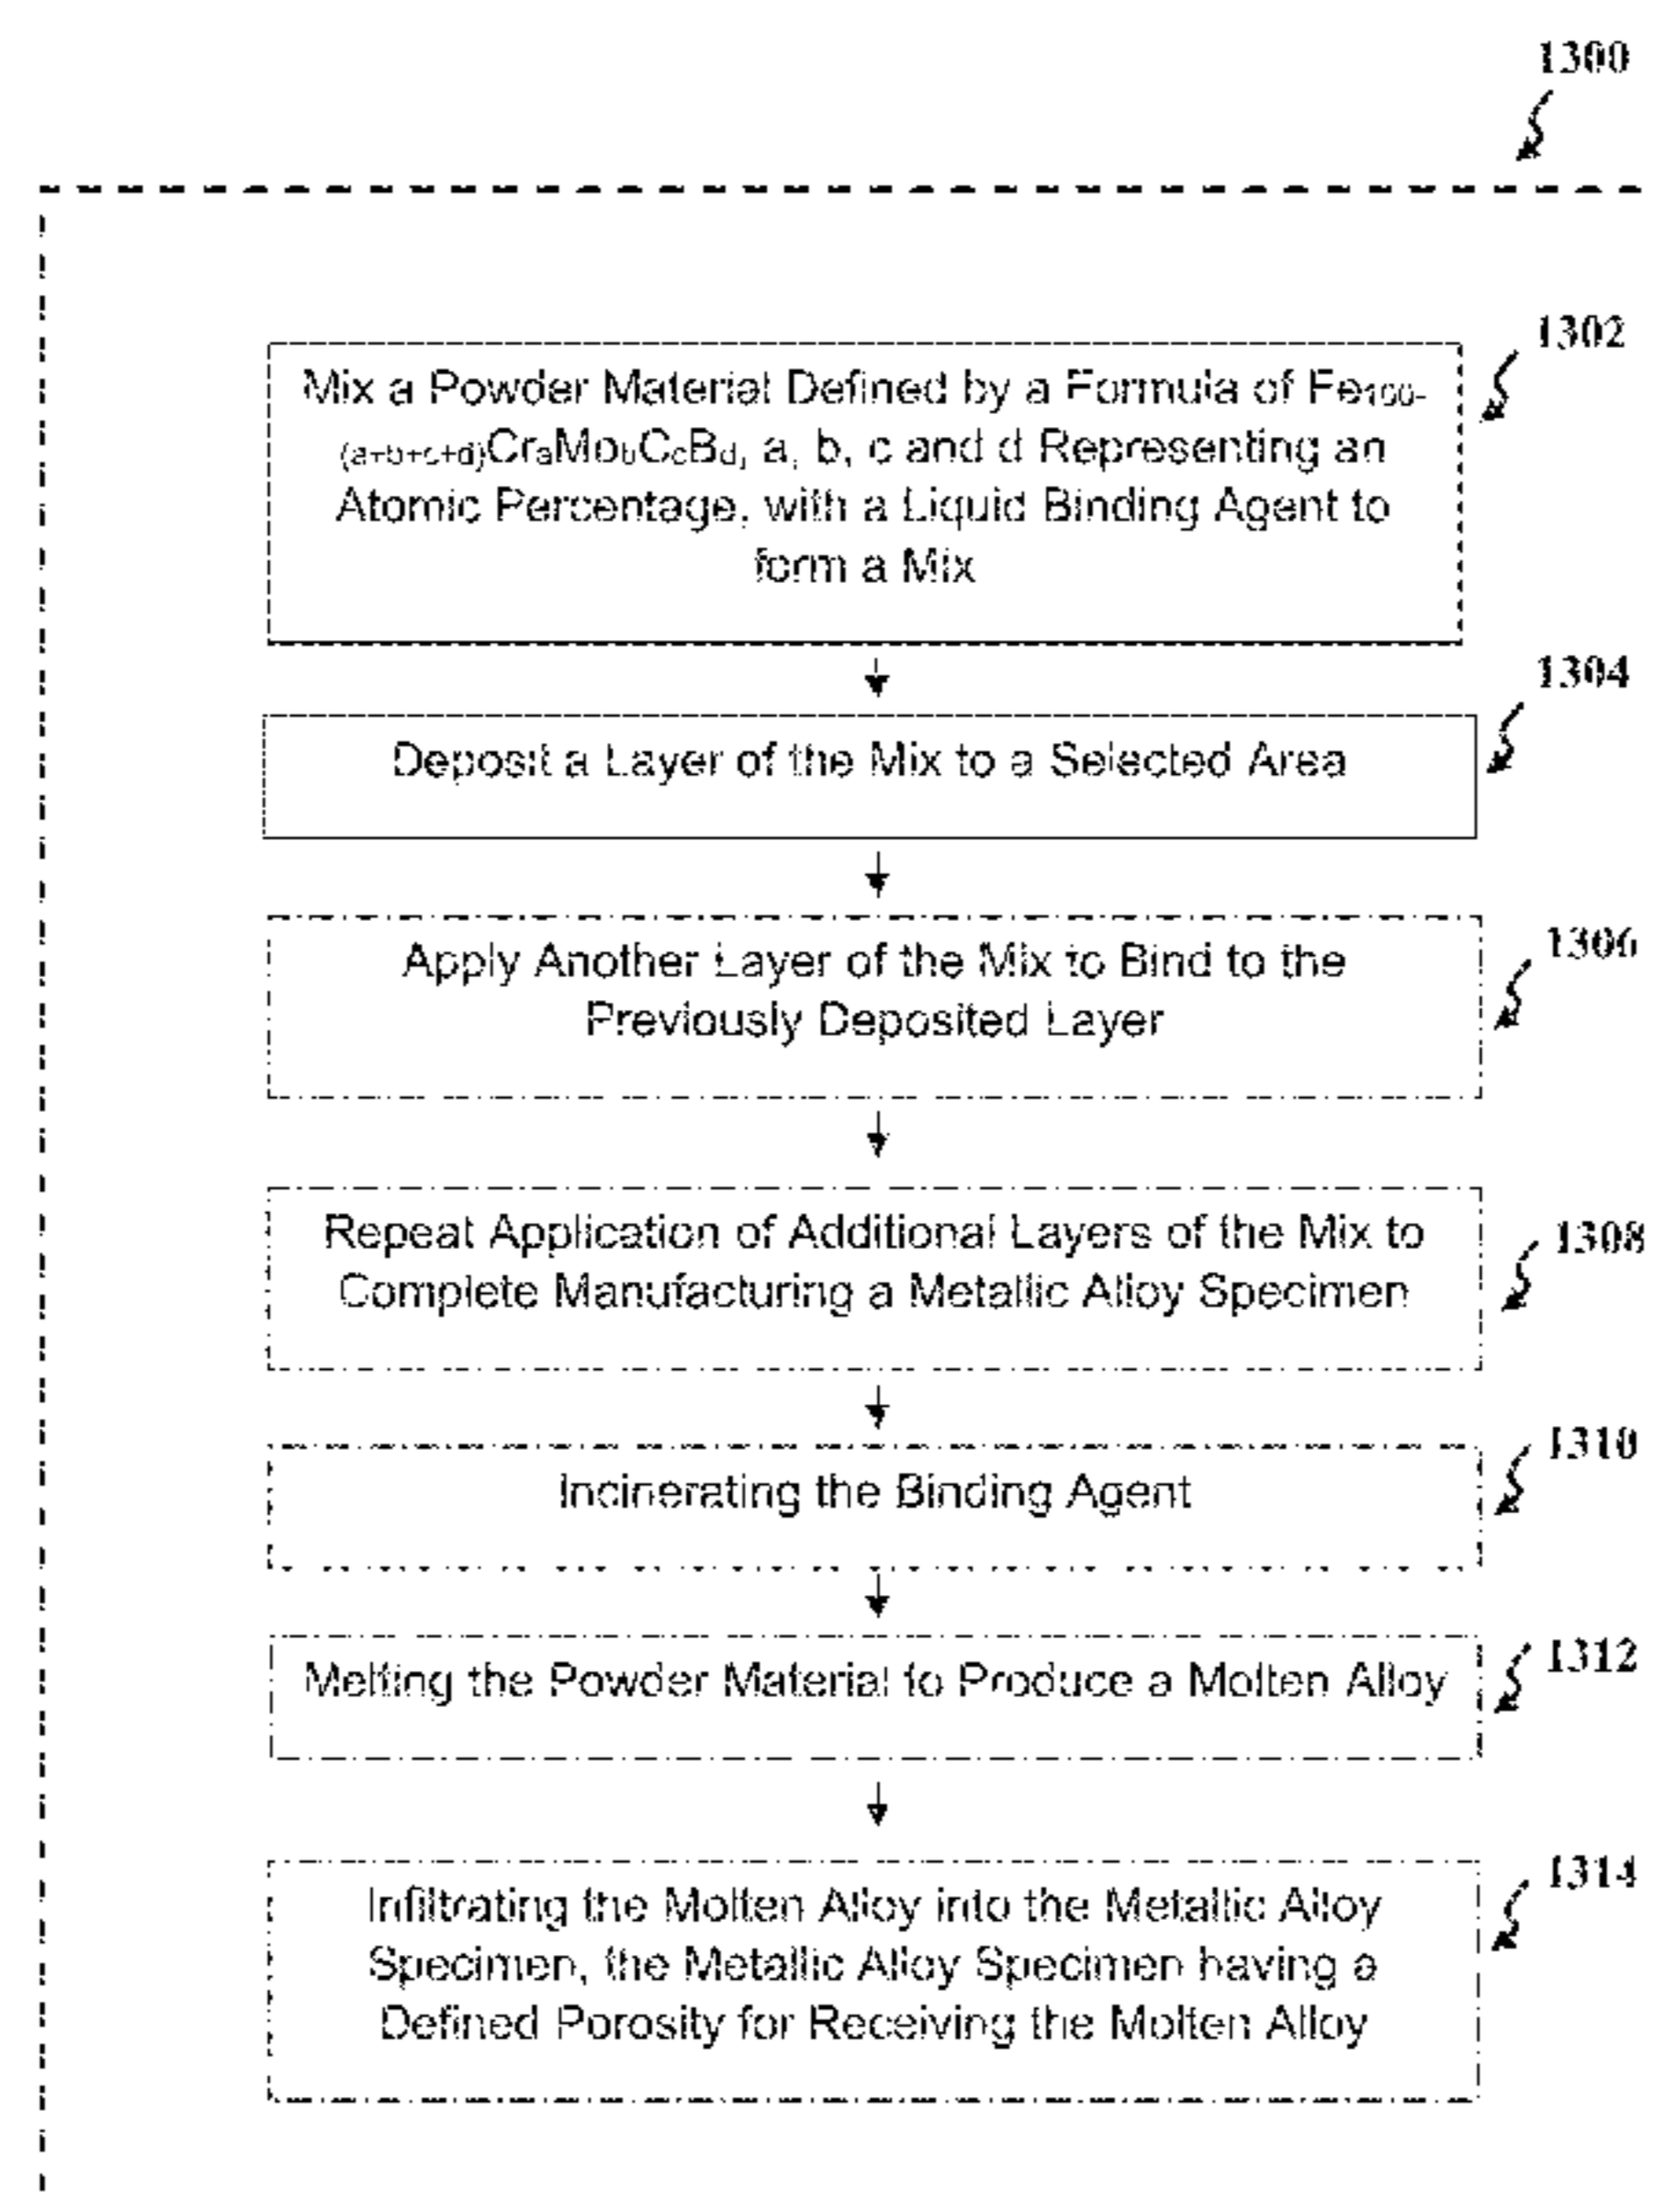 1300
1302
Mix a Powder Material Defined by a Formula of Fe100-
(a+b+c+d)CraMobCcBd, a, b, c and d Representing an
Atomic Percentage, with a Liquid Binding Agent to
form a Mix
1304
Deposit a Layer of the Mix to a Selected Area
1306
Apply Another Layer of the Mix to Bind to the
Previously Deposited Layer
1308
Repeat Application of Additional Layers of the Mix to
Complete Manufacturing a Metallic Alloy Specimen
1310
Incinerating the Binding Agent
1312
Melting the Powder Material to Produce a Molten Alloy
1314
Infiltrating the Molten Alloy into the Metallic Alloy
Specimen, the Metallic Alloy Specimen having a
Defined Porosity for Receiving the Molten Alloy